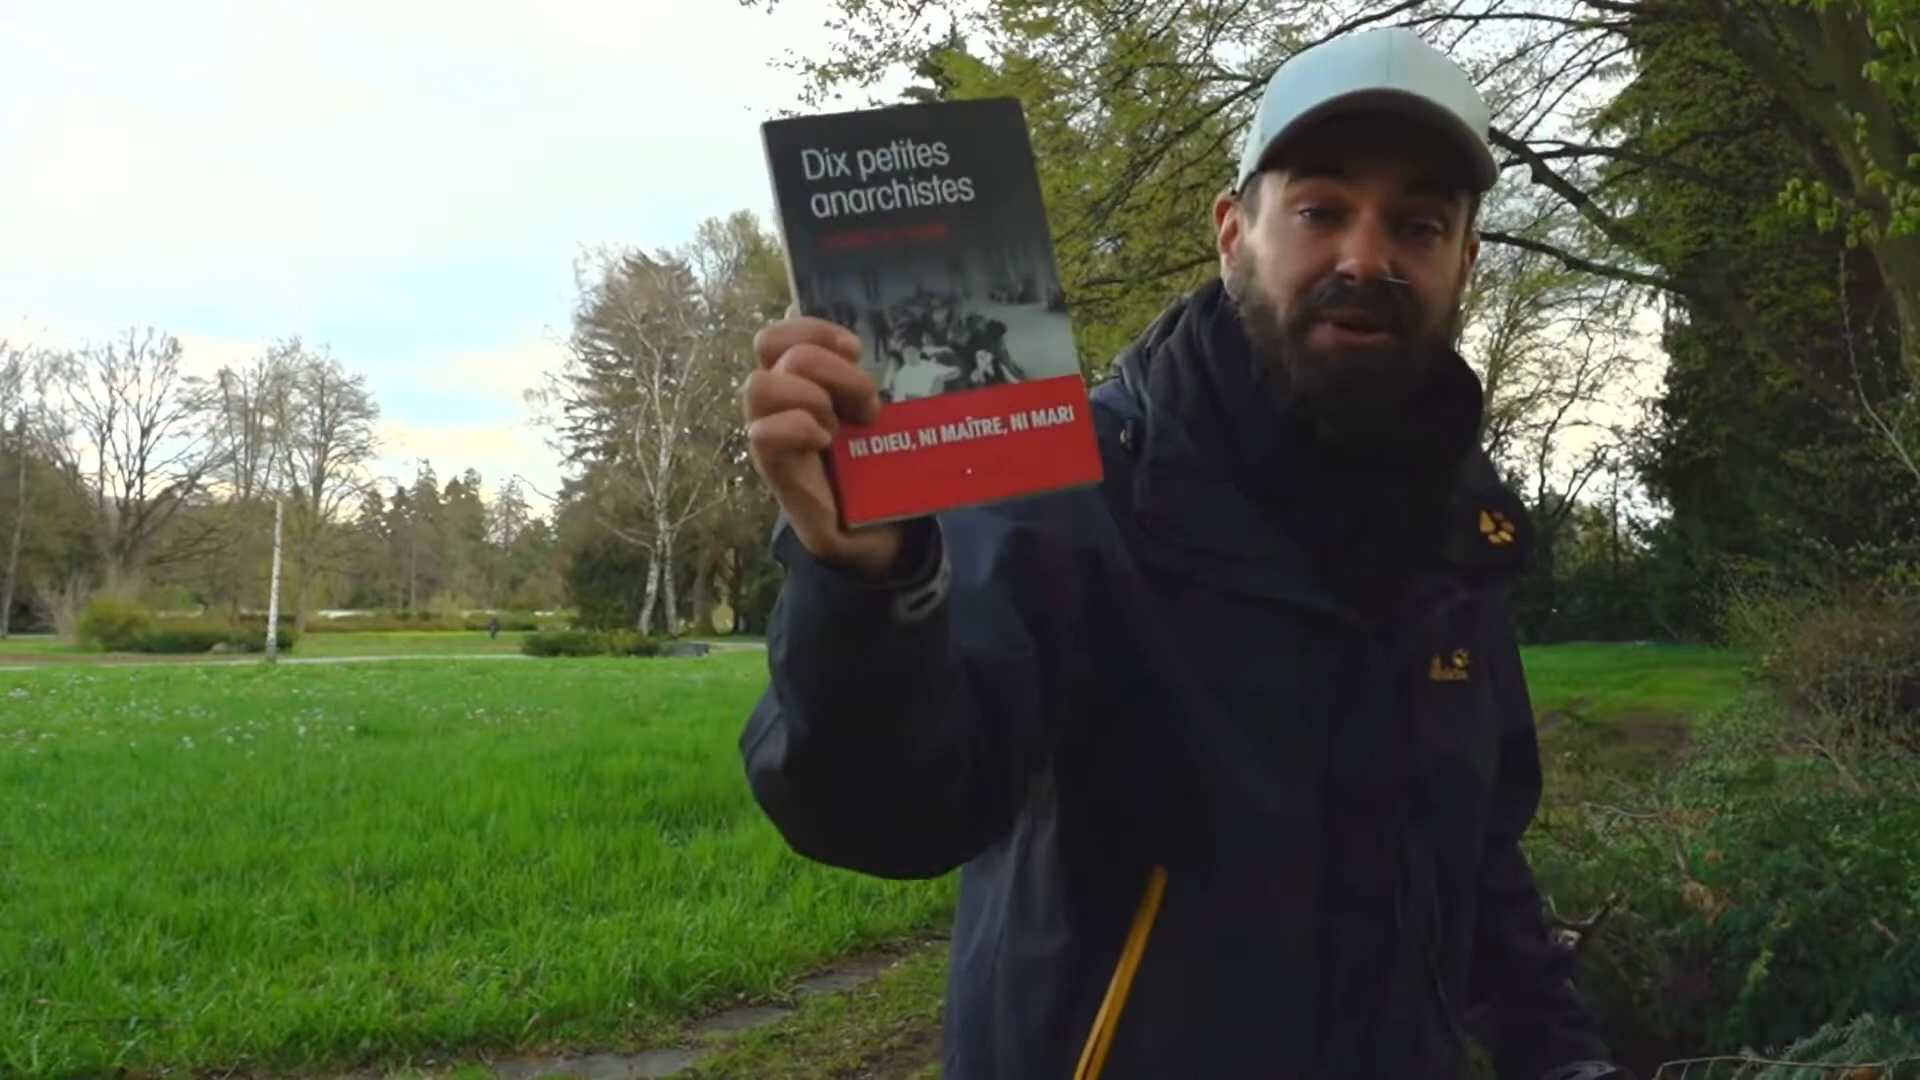 Dix petites
anarchistes
NI DIEU, NI MAÎTRE, NI MARI